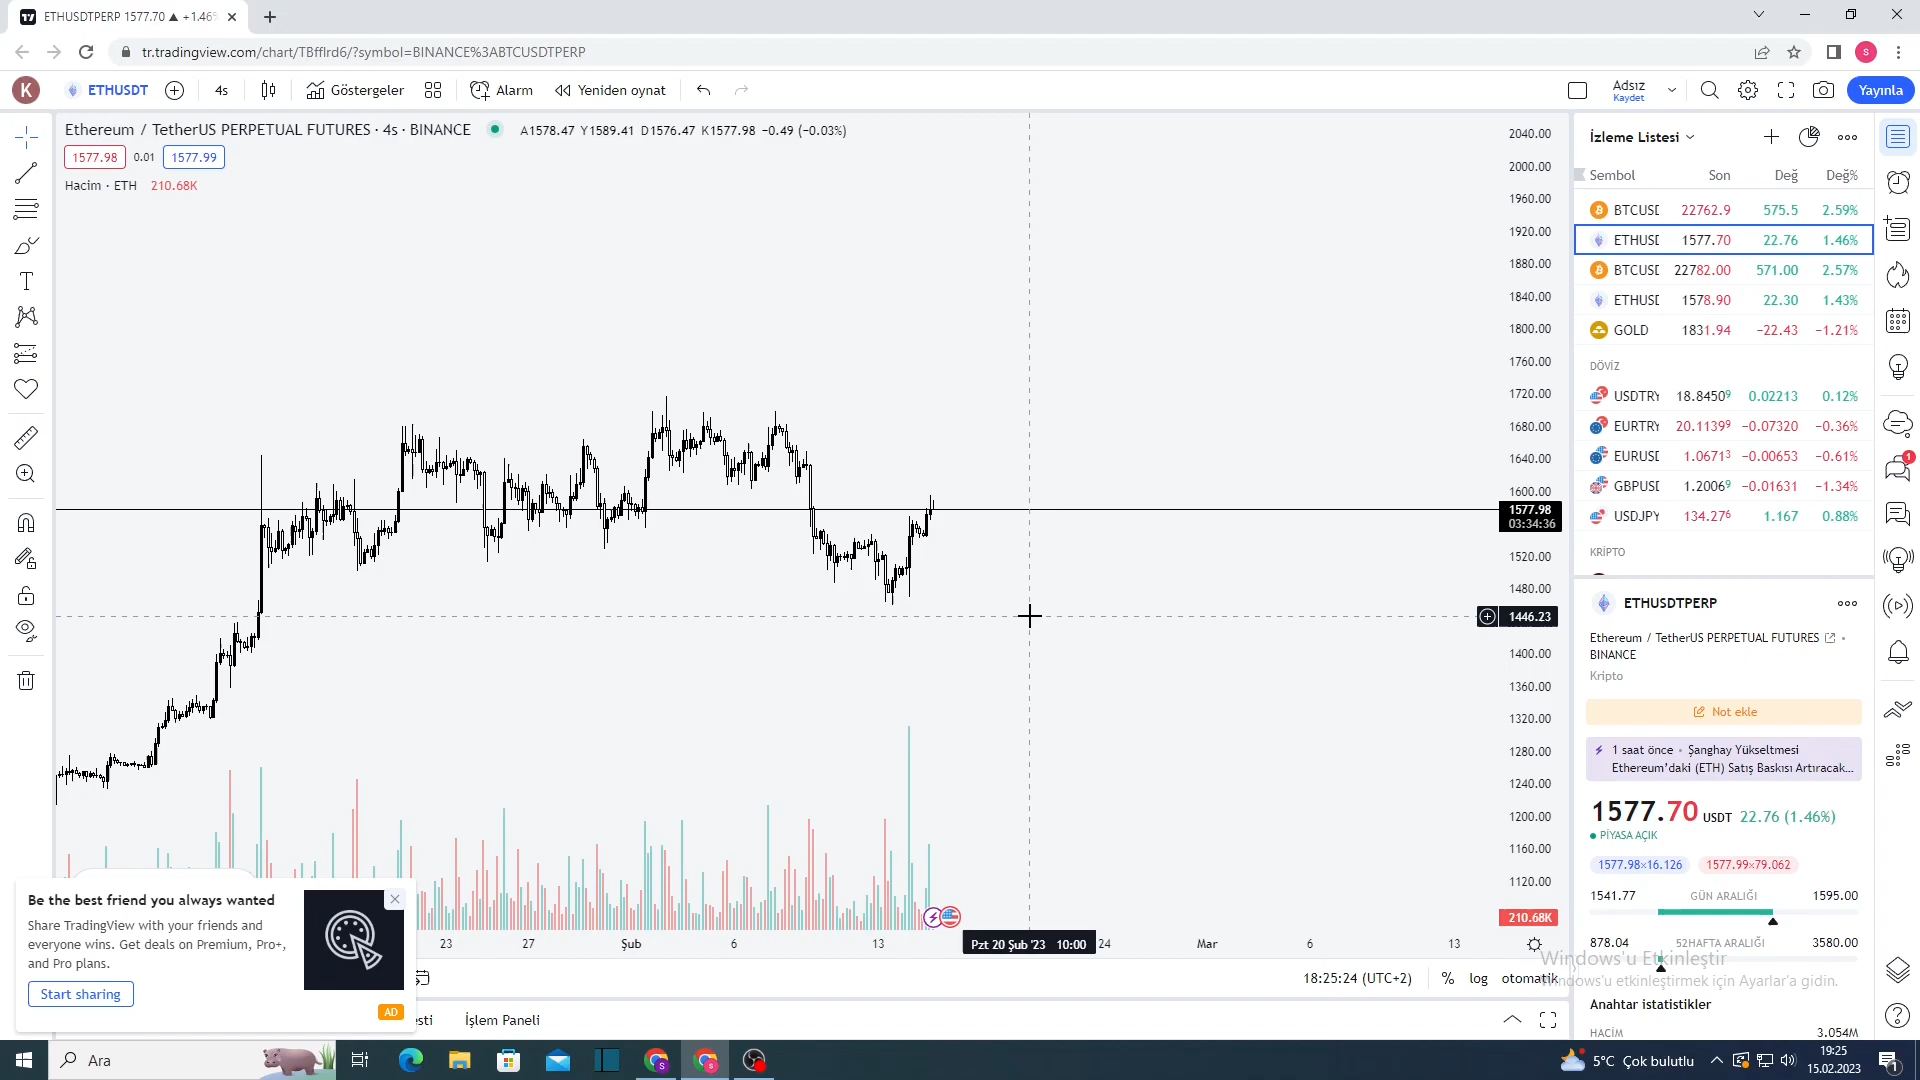 ETHUSDTPERP 1577.70 ▲ +1.46%
tr.tradingview.com/chart/TBfflrd6/?symbol=BINANCE%3ABTCUSDTPERP
S
K
ETHUSDT
4s
Göstergeler
Alarm
Yeniden oynat
Adsız
Kaydet
Yayınla
Ethereum / TetherUS PERPETUAL FUTURES · 4s · BINANCE
A1578.47 Y1589.41 D1576.47 K1577.98 −0.49 (−0.03%)
1577.98 0.01 1577.99
Hacim · ETH 210.68K
2040.00
2000.00
1960.00
1920.00
1880.00
1840.00
1800.00
1760.00
1720.00
1680.00
1640.00
1600.00
1577.98
03:34:36
1520.00
1480.00
1446.23
1400.00
1360.00
1320.00
1280.00
1240.00
1200.00
1160.00
1120.00
210.68K
23 27 Şub 6 13 Pzt 20 Şub '23 10:00 24 Mar 6 13
18:25:24 (UTC+2) % log otomatik
İşlem Paneli
Be the best friend you always wanted
Share TradingView with your friends and
everyone wins. Get deals on Premium, Pro+,
and Pro plans.
Start sharing
AD
İzleme Listesi
Sembol Son Değ Değ%
BTCUSD 22762.9 575.5 2.59%
ETHUSD 1577.70 22.76 1.46%
BTCUSD 22782.00 571.00 2.57%
ETHUSD 1578.90 22.30 1.43%
GOLD 1831.94 −22.43 −1.21%
DÖVİZ
USDTRY 18.8450⁹ 0.02213 0.12%
EURTRY 20.1139⁹ −0.07320 −0.36%
EURUSD 1.0671³ −0.00653 −0.61%
GBPUSD 1.2006⁹ −0.01631 −1.34%
USDJPY 134.27⁶ 1.167 0.88%
KRİPTO
1
ETHUSDTPERP
Ethereum / TetherUS PERPETUAL FUTURES
BINANCE
Kripto
Not ekle
1 saat önce • Şanghay Yükseltmesi
Ethereum'daki (ETH) Satış Baskısı Artıracak...
1577.70 USDT 22.76 (1.46%)
PİYASA AÇIK
1577.98×16.126 1577.99×79.062
1541.77 GÜN ARALIĞI 1595.00
878.04 52HAFTA ARALIĞI 3580.00
Windows'u Etkinleştir
Windows'u etkinleştirmek için Ayarlar'a gidin.
Anahtar istatistikler
HACİM 3.054M
Ara
5°C Çok bulutlu
19:25
15.02.2023
1